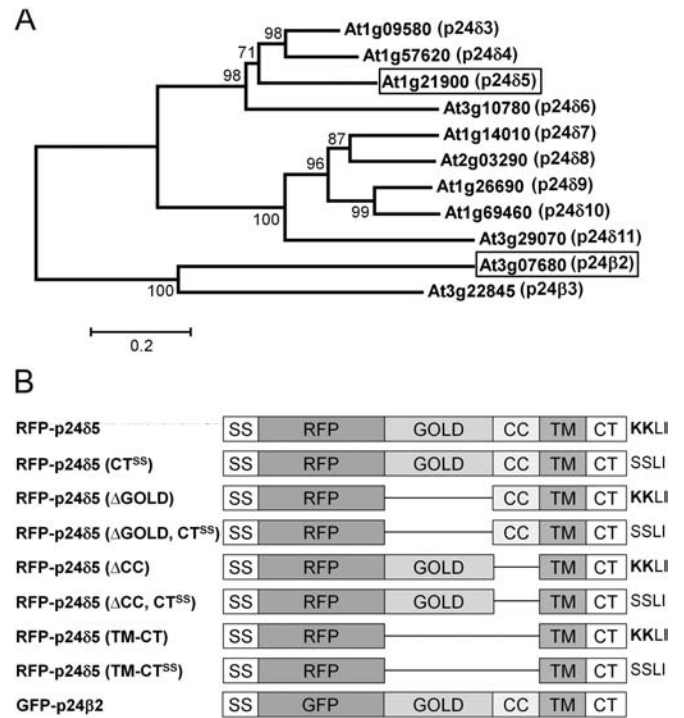 A
98 At1g09580 (p24δ3)
71 At1g57620 (p24δ4)
98 At1g21900 (p24δ5)
At3g10780 (p24δ6)
87 At1g14010 (p24δ7)
96 At2g03290 (p24δ8)
At1g26690 (p24δ9)
99 At1g69460 (p24δ10)
100 At3g29070 (p24δ11)
At3g07680 (p24β2)
100 At3g22845 (p24β3)
0.2
B
RFP-p24δ5 SS RFP GOLD CC TM CT KKLI
RFP-p24δ5 (CTSS) SS RFP GOLD CC TM CT SSLI
RFP-p24δ5 (ΔGOLD) SS RFP CC TM CT KKLI
RFP-p24δ5 (ΔGOLD, CTSS) SS RFP CC TM CT SSLI
RFP-p24δ5 (ΔCC) SS RFP GOLD TM CT KKLI
RFP-p24δ5 (ΔCC, CTSS) SS RFP GOLD TM CT SSLI
RFP-p24δ5 (TM-CT) SS RFP TM CT KKLI
RFP-p24δ5 (TM-CTSS) SS RFP TM CT SSLI
GFP-p24β2 SS GFP GOLD CC TM CT